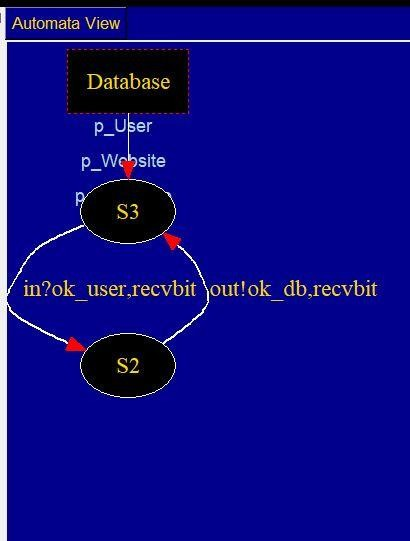 Automata View
Database
p_User
p_Website
S3
in?ok_user,recvbit out!ok_db,recvbit
S2